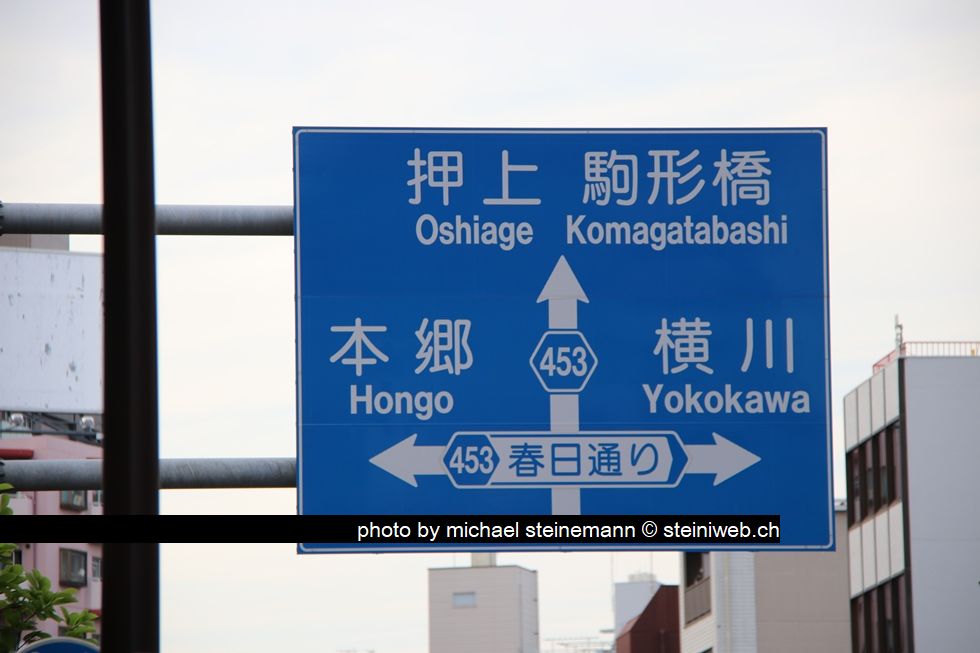 押上 駒形橋
Oshiage Komagatabashi
本郷 横川
453
Hongo Yokokawa
453 春日通り
photo by michael steinemann © steiniweb.ch